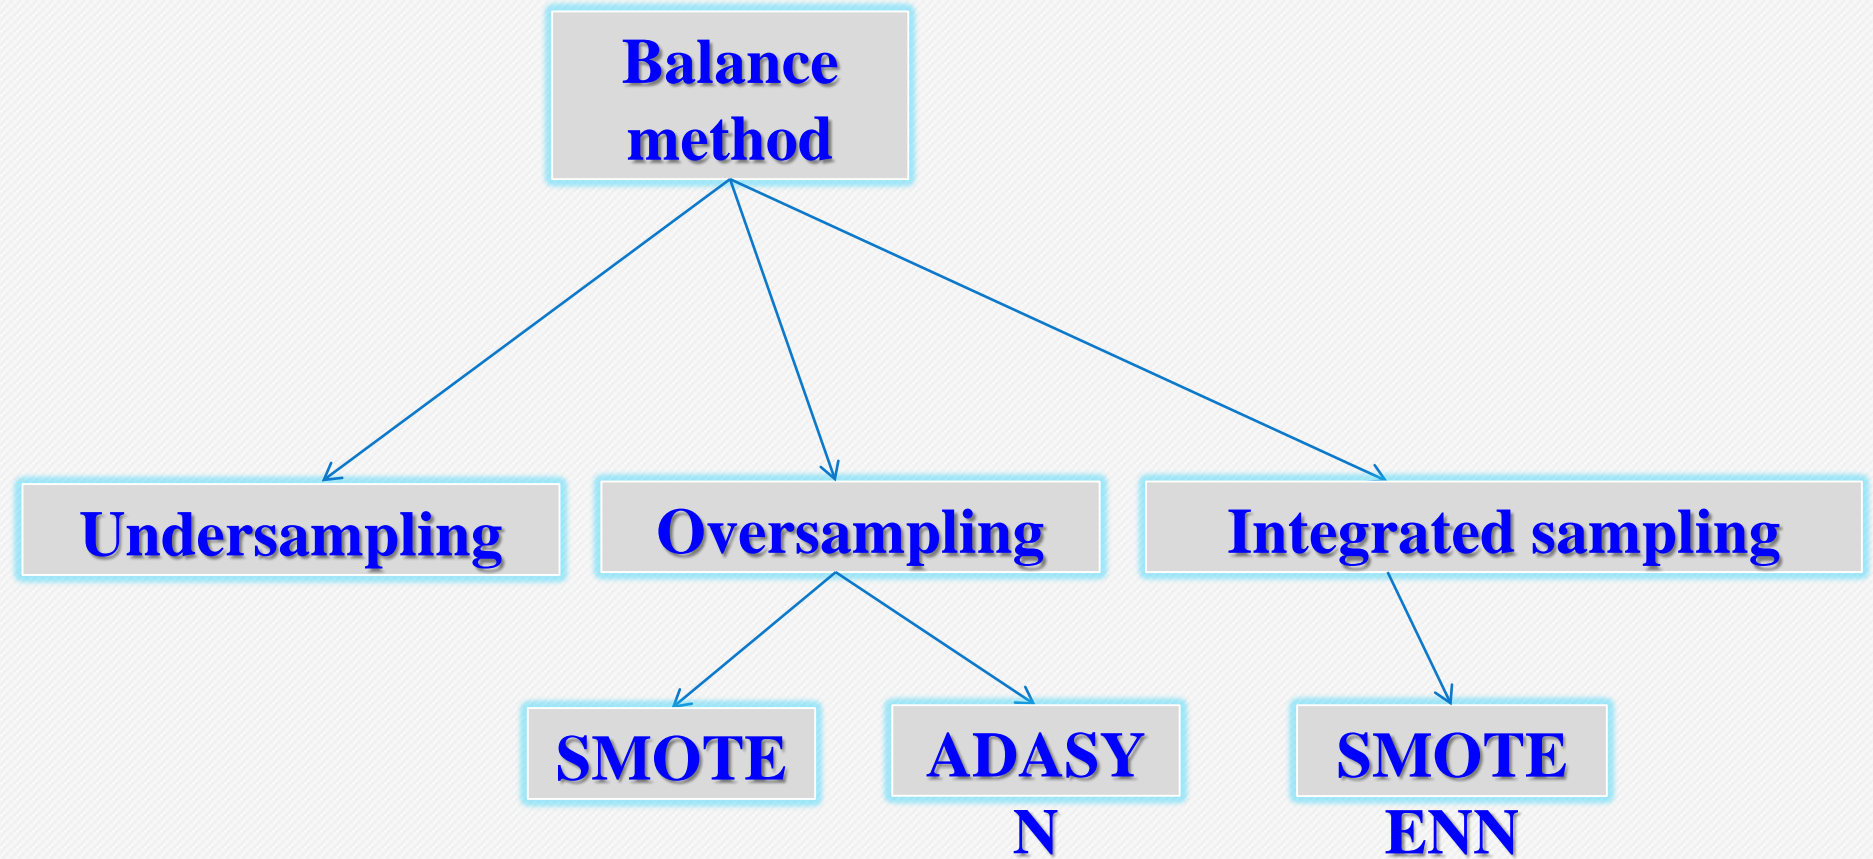 Balance
method
Undersampling
Oversampling
Integrated sampling
SMOTE
ADASY
N
SMOTE
ENN